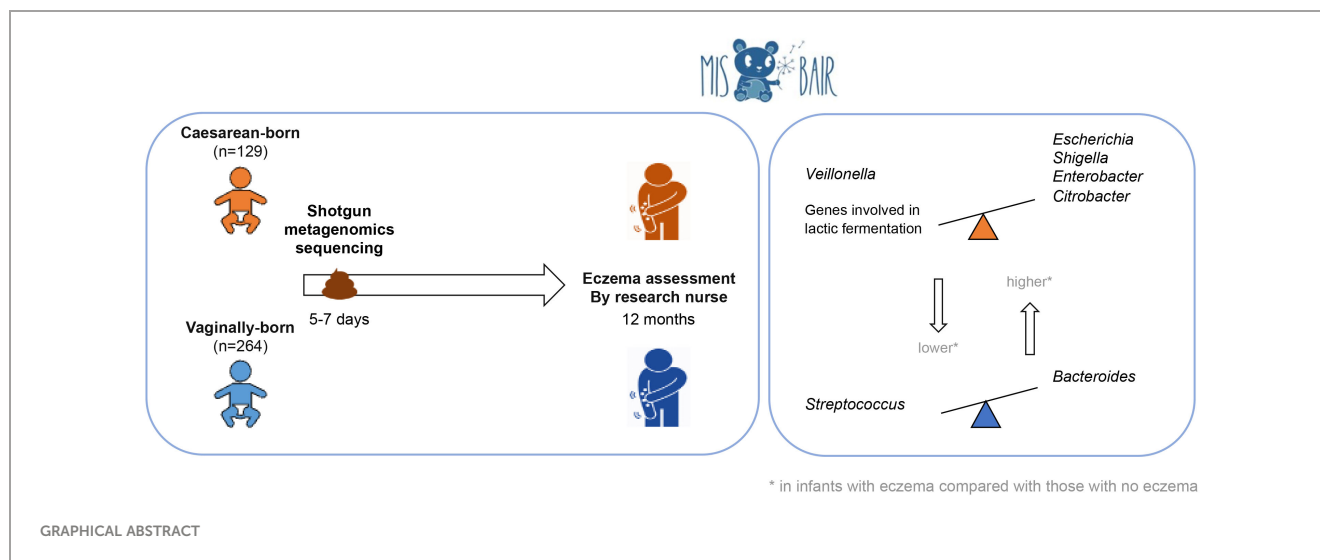 MIS BAIR
Caesarean-born
(n=129)
Shotgun
metagenomics
sequencing
5-7 days
Vaginally-born
(n=264)
Eczema assessment
By research nurse
12 months
Veillonella
Genes involved in
lactic fermentation
Escherichia
Shigella
Enterobacter
Citrobacter
lower*
higher*
Streptococcus
Bacteroides
* in infants with eczema compared with those with no eczema
GRAPHICAL ABSTRACT